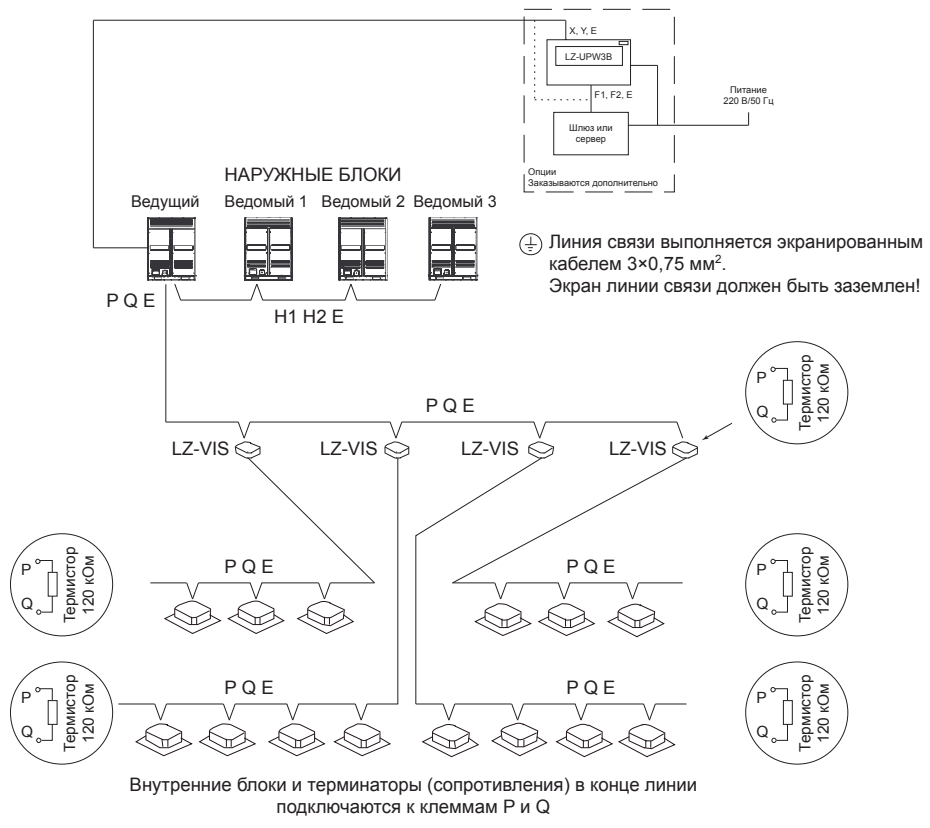 X, Y, E
LZ-UPW3B
F1, F2, E
Шлюз или
сервер
Питание
220 В/50 Гц
Опции
Заказываются дополнительно
НАРУЖНЫЕ БЛОКИ
Ведущий Ведомый 1 Ведомый 2 Ведомый 3
Линия связи выполняется экранированным
кабелем 3×0,75 мм².
Экран линии связи должен быть заземлен!
P Q E
H1 H2 E
P Q E
P
Q
Термистор
120 кОм
LZ-VIS LZ-VIS LZ-VIS LZ-VIS
P
Q
Термистор
120 кОм
P Q E
P Q E
P
Q
Термистор
120 кОм
P
Q
Термистор
120 кОм
P Q E
P Q E
P
Q
Термистор
120 кОм
Внутренние блоки и терминаторы (сопротивления) в конце линии
подключаются к клеммам P и Q